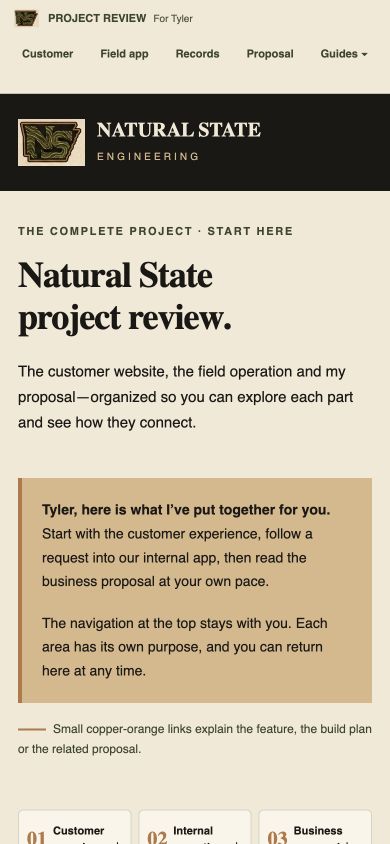 PROJECT REVIEW For Tyler
Customer Field app Records Proposal Guides
NS
NATURAL STATE
ENGINEERING
THE COMPLETE PROJECT · START HERE
Natural State
project review.
The customer website, the field operation and my
proposal—organized so you can explore each part
and see how they connect.
Tyler, here is what I’ve put together for you.
Start with the customer experience, follow a
request into our internal app, then read the
business proposal at your own pace.
The navigation at the top stays with you. Each
area has its own purpose, and you can return
here at any time.
Small copper-orange links explain the feature, the build plan
or the related proposal.
01 Customer 02 Internal 03 Business